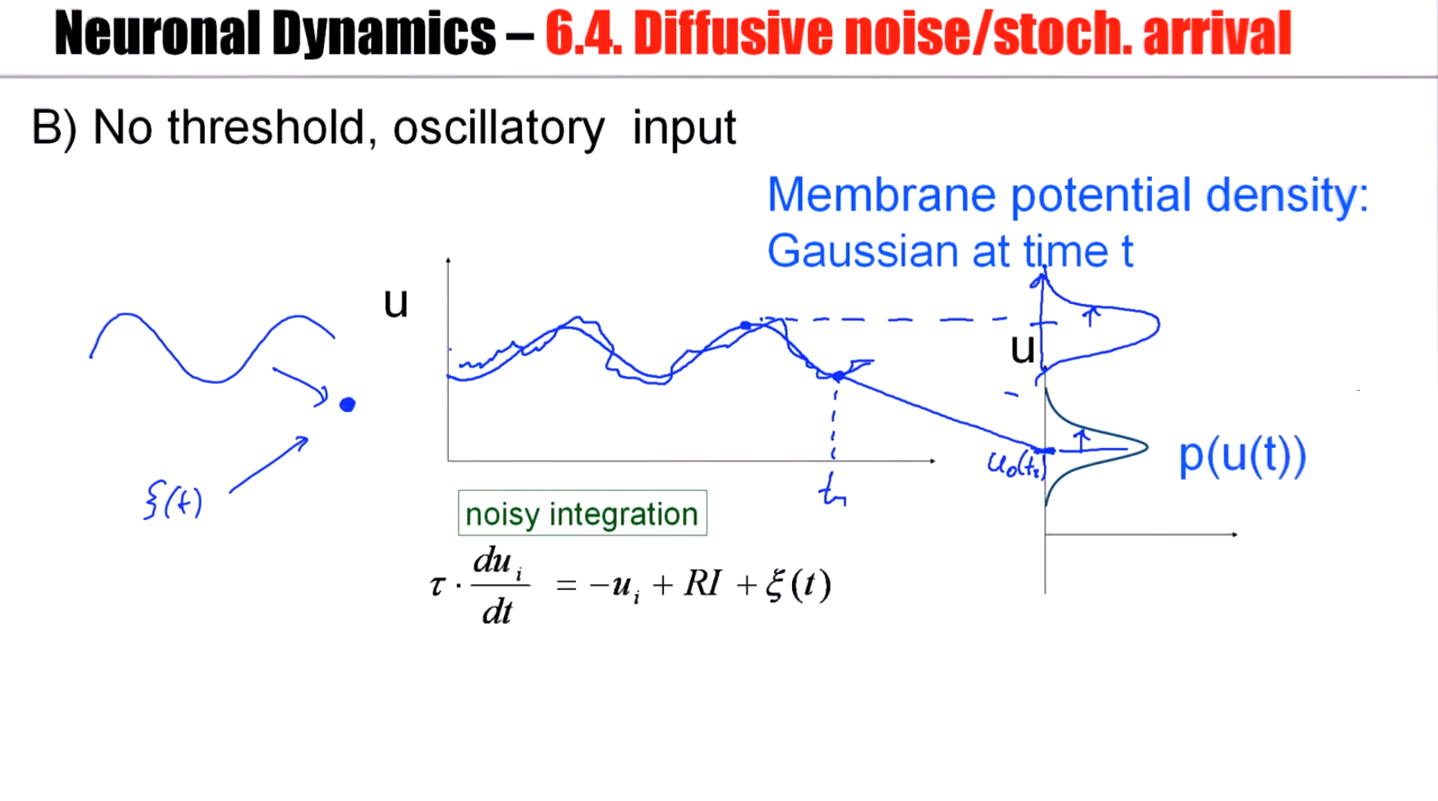 Neuronal Dynamics – 6.4. Diffusive noise/stoch. arrival
B) No threshold, oscillatory input
Membrane potential density:
Gaussian at time t
u
u
p(u(t))
u₀(t₁)
ξ(t)
t₁
noisy integration
τ · du_i/dt = −u_i + RI + ξ(t)